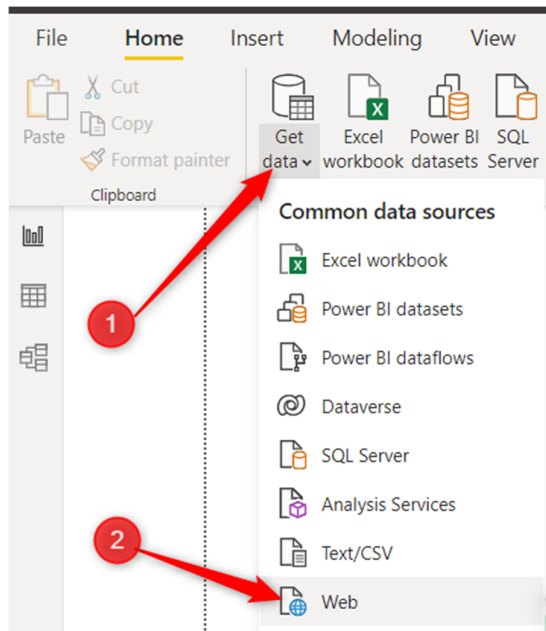 File Home Insert Modeling View
Cut
Copy
Format painter
Paste
Get data
Excel workbook
Power BI datasets
SQL Server
Clipboard
Common data sources
Excel workbook
Power BI datasets
Power BI dataflows
Dataverse
SQL Server
Analysis Services
Text/CSV
Web
1
2